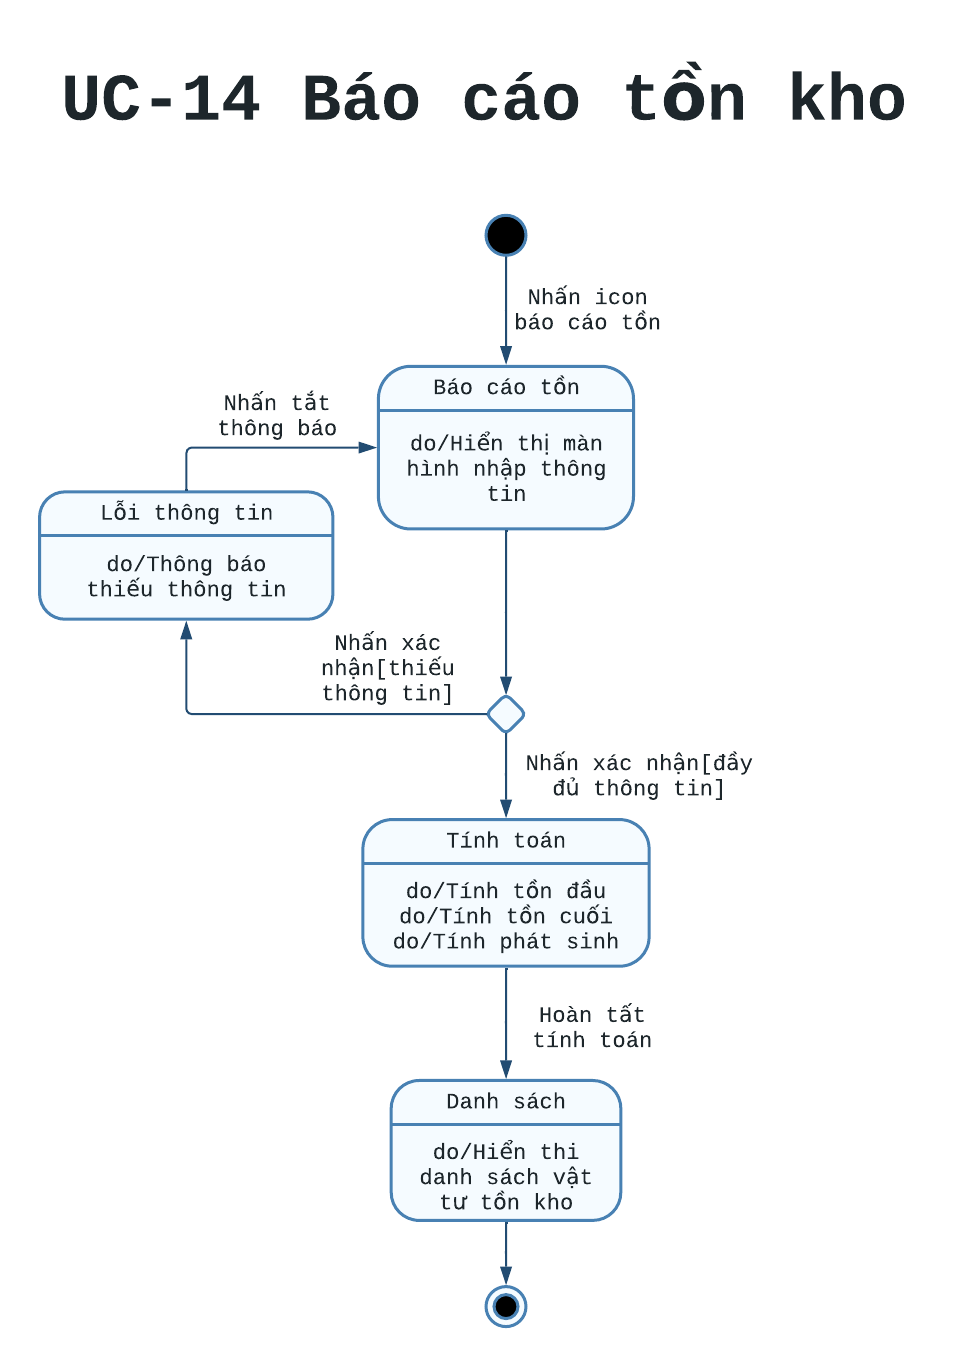 UC-14 Báo cáo tồn kho
Nhấn icon
báo cáo tồn
Báo cáo tồn
do/Hiển thị màn
hình nhập thông
tin
Nhấn tắt
thông báo
Lỗi thông tin
do/Thông báo
thiếu thông tin
Nhấn xác
nhận[thiếu
thông tin]
Nhấn xác nhận[đầy
đủ thông tin]
Tính toán
do/Tính tồn đầu
do/Tính tồn cuối
do/Tính phát sinh
Hoàn tất
tính toán
Danh sách
do/Hiển thi
danh sách vật
tư tồn kho